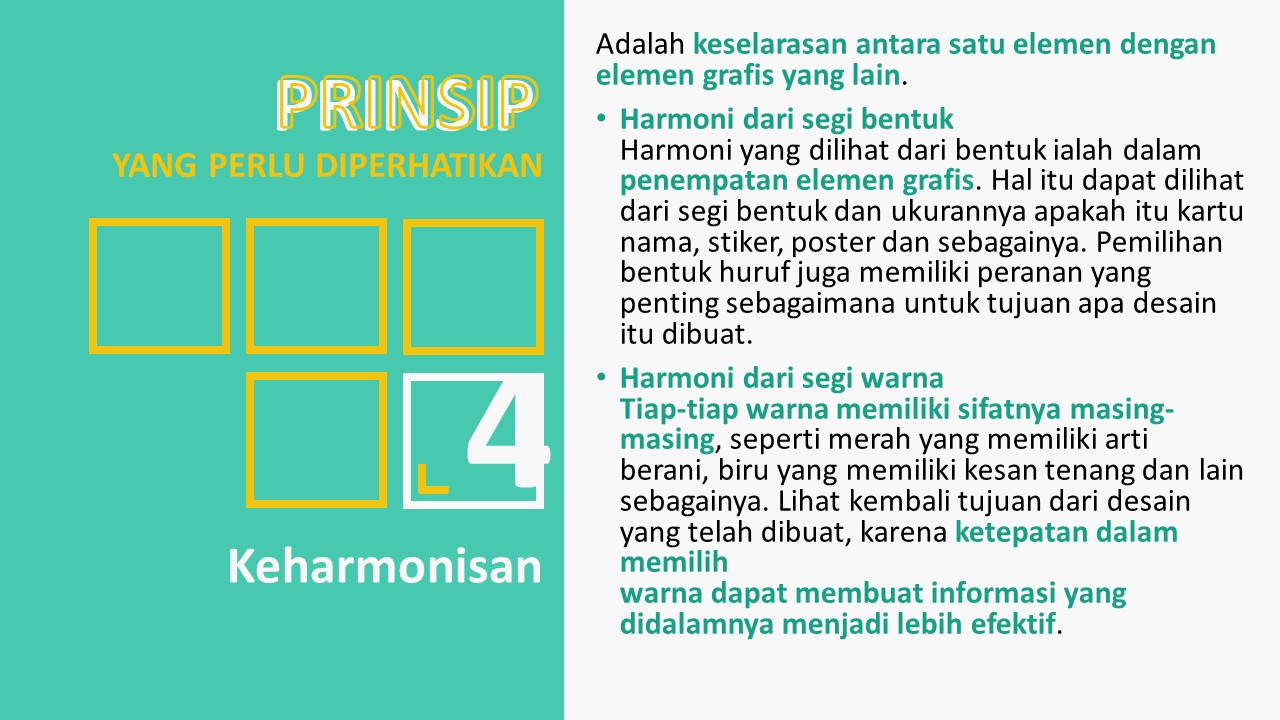 PRINSIP
YANG PERLU DIPERHATIKAN
4
Keharmonisan
Adalah keselarasan antara satu elemen dengan
elemen grafis yang lain.
• Harmoni dari segi bentuk
Harmoni yang dilihat dari bentuk ialah dalam
penempatan elemen grafis. Hal itu dapat dilihat
dari segi bentuk dan ukurannya apakah itu kartu
nama, stiker, poster dan sebagainya. Pemilihan
bentuk huruf juga memiliki peranan yang
penting sebagaimana untuk tujuan apa desain
itu dibuat.
• Harmoni dari segi warna
Tiap-tiap warna memiliki sifatnya masing-
masing, seperti merah yang memiliki arti
berani, biru yang memiliki kesan tenang dan lain
sebagainya. Lihat kembali tujuan dari desain
yang telah dibuat, karena ketepatan dalam
memilih
warna dapat membuat informasi yang
didalamnya menjadi lebih efektif.